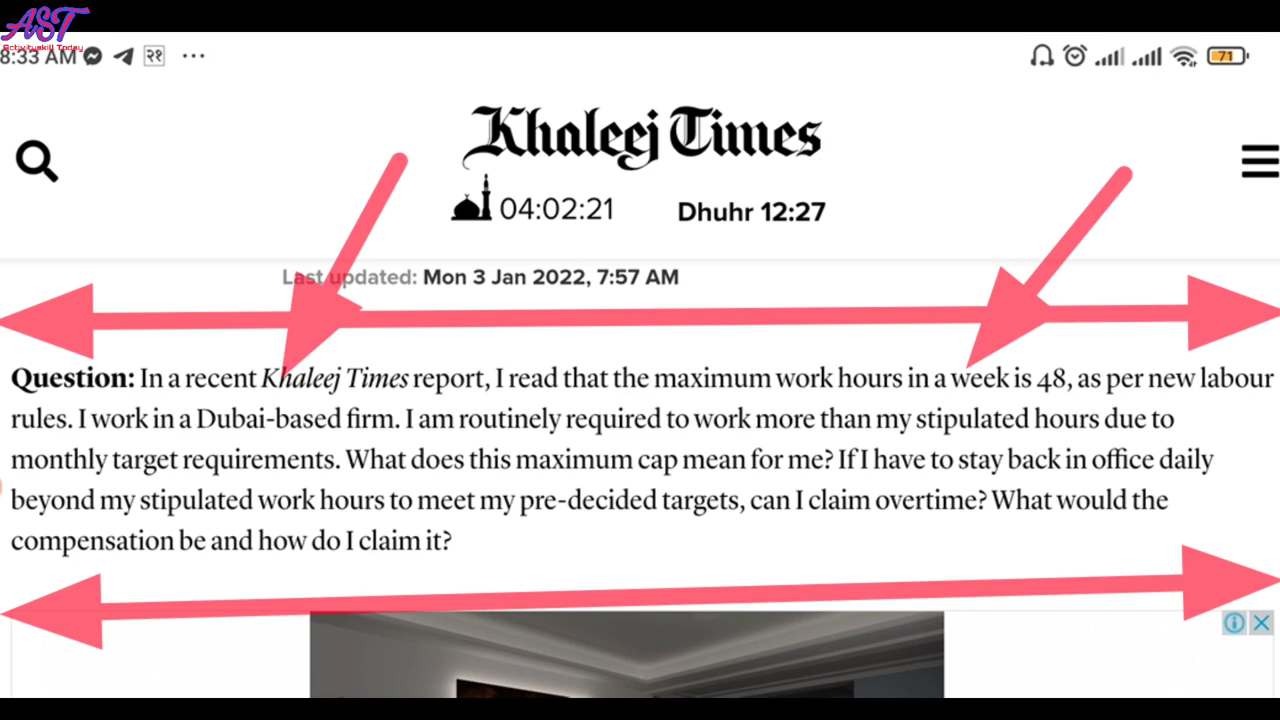 AST
Activityskill Today
8:33 AM २१ ... 71
Khaleej Times
04:02:21 Dhuhr 12:27
Last updated: Mon 3 Jan 2022, 7:57 AM
Question: In a recent Khaleej Times report, I read that the maximum work hours in a week is 48, as per new labour
rules. I work in a Dubai-based firm. I am routinely required to work more than my stipulated hours due to
monthly target requirements. What does this maximum cap mean for me? If I have to stay back in office daily
beyond my stipulated work hours to meet my pre-decided targets, can I claim overtime? What would the
compensation be and how do I claim it?